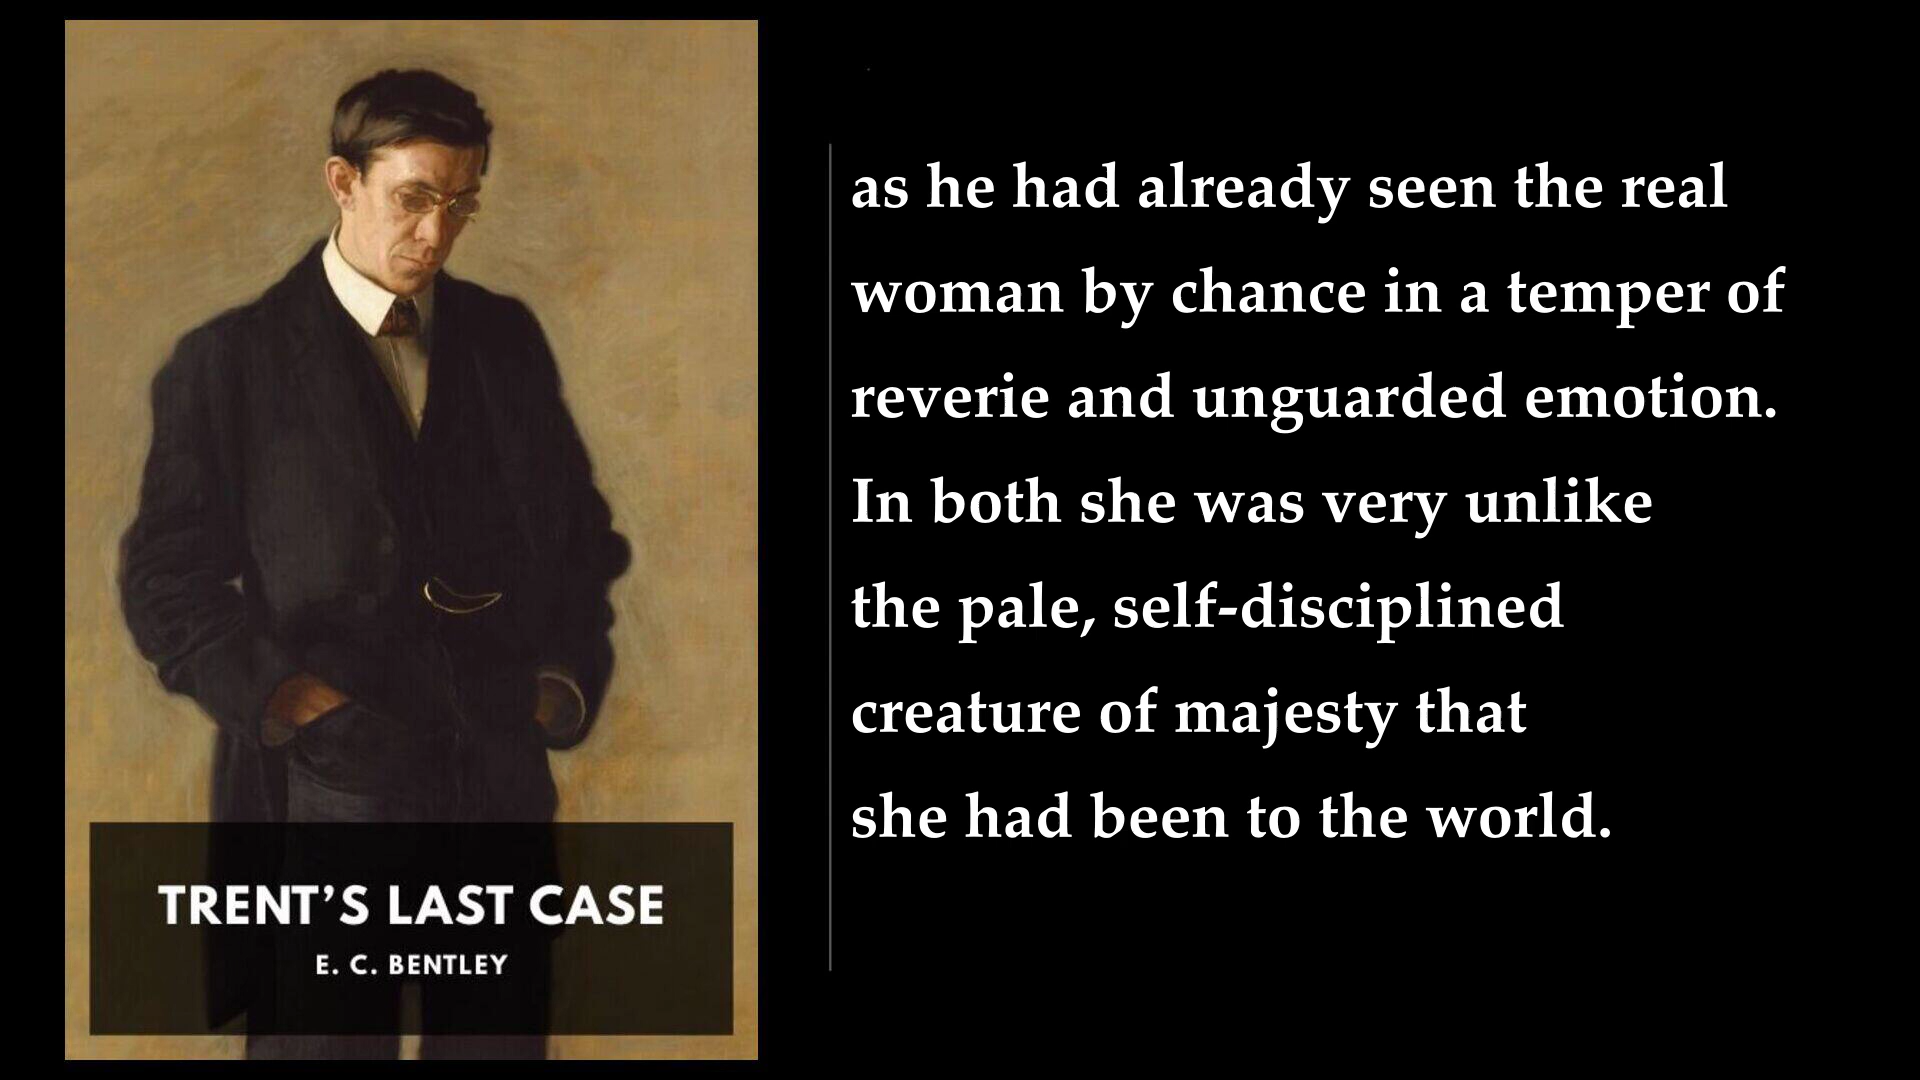 as he had already seen the real
woman by chance in a temper of
reverie and unguarded emotion.
In both she was very unlike
the pale, self-disciplined
creature of majesty that
she had been to the world.
TRENT’S LAST CASE
E. C. BENTLEY